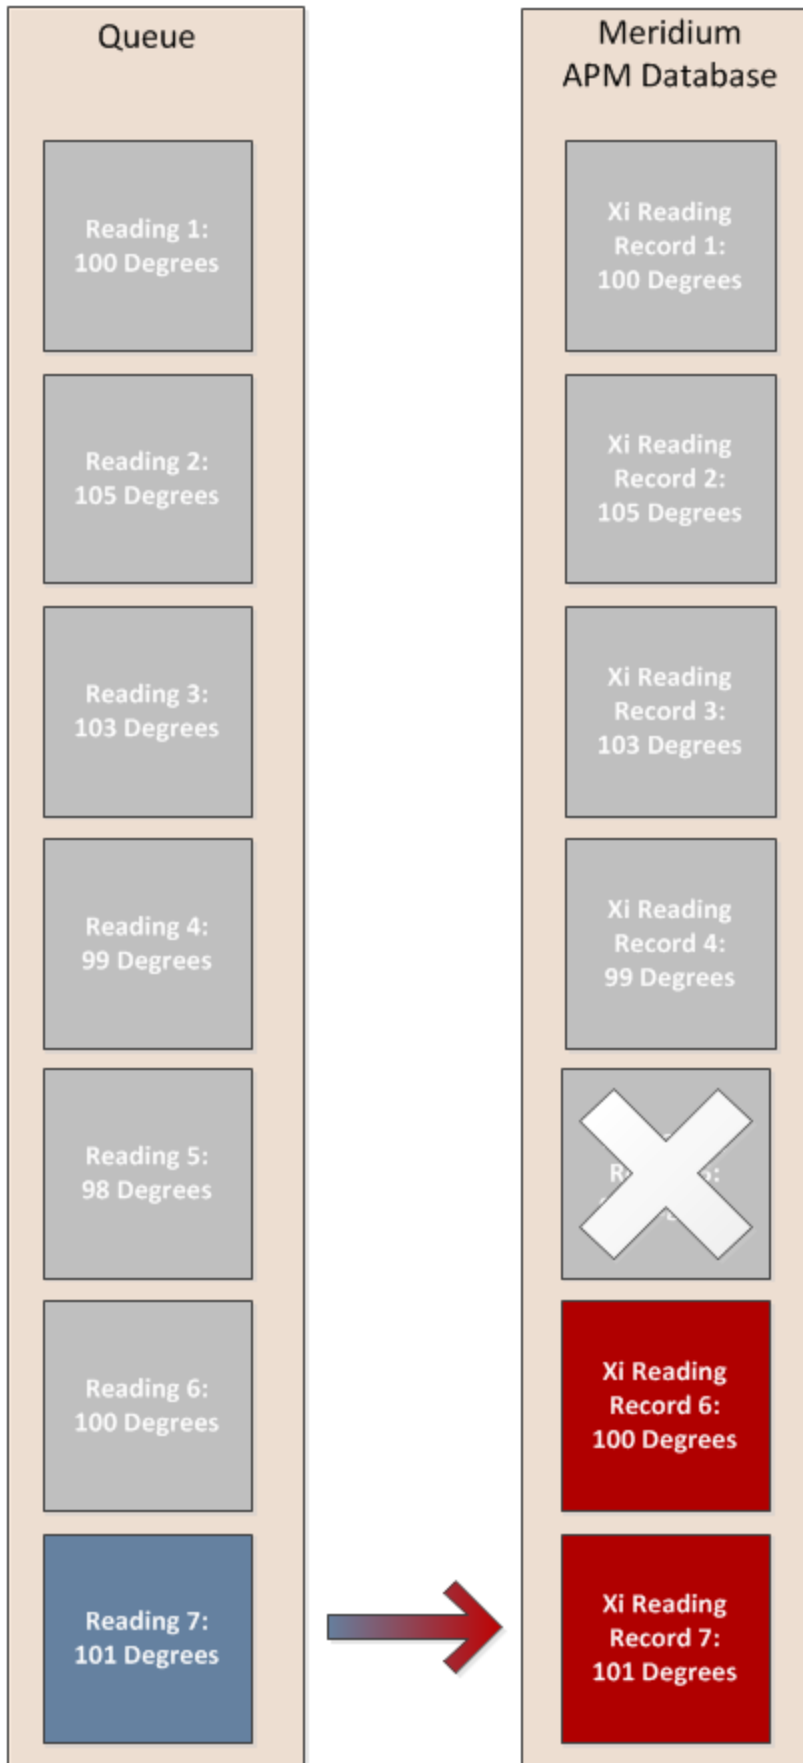 Queue
Reading 1:
100 Degrees
Reading 2:
105 Degrees
Reading 3:
103 Degrees
Reading 4:
99 Degrees
Reading 5:
98 Degrees
Reading 6:
100 Degrees
Reading 7:
101 Degrees
Meridium
APM Database
Xi Reading
Record 1:
100 Degrees
Xi Reading
Record 2:
105 Degrees
Xi Reading
Record 3:
103 Degrees
Xi Reading
Record 4:
99 Degrees
Xi Reading
Record 6:
100 Degrees
Xi Reading
Record 7:
101 Degrees